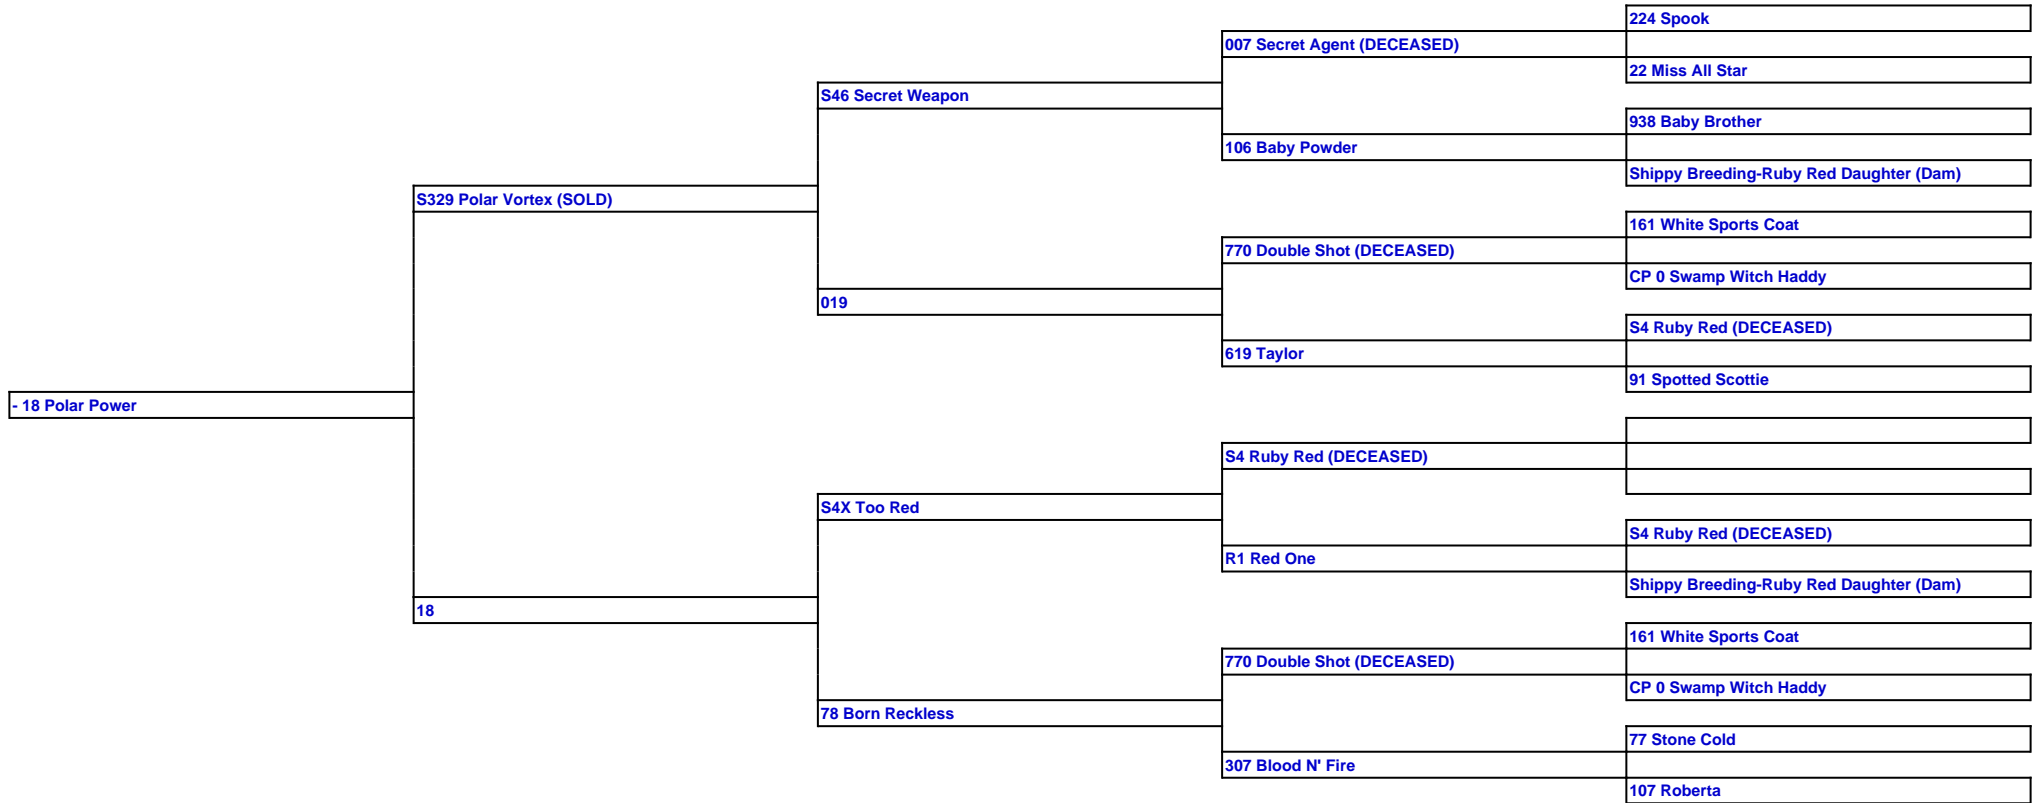 224 Spook
007 Secret Agent (DECEASED)
22 Miss All Star
S46 Secret Weapon
938 Baby Brother
106 Baby Powder
Shippy Breeding-Ruby Red Daughter (Dam)
S329 Polar Vortex (SOLD)
161 White Sports Coat
770 Double Shot (DECEASED)
CP 0 Swamp Witch Haddy
019
S4 Ruby Red (DECEASED)
619 Taylor
91 Spotted Scottie
- 18 Polar Power
S4 Ruby Red (DECEASED)
S4X Too Red
S4 Ruby Red (DECEASED)
R1 Red One
Shippy Breeding-Ruby Red Daughter (Dam)
18
161 White Sports Coat
770 Double Shot (DECEASED)
CP 0 Swamp Witch Haddy
78 Born Reckless
77 Stone Cold
307 Blood N' Fire
107 Roberta